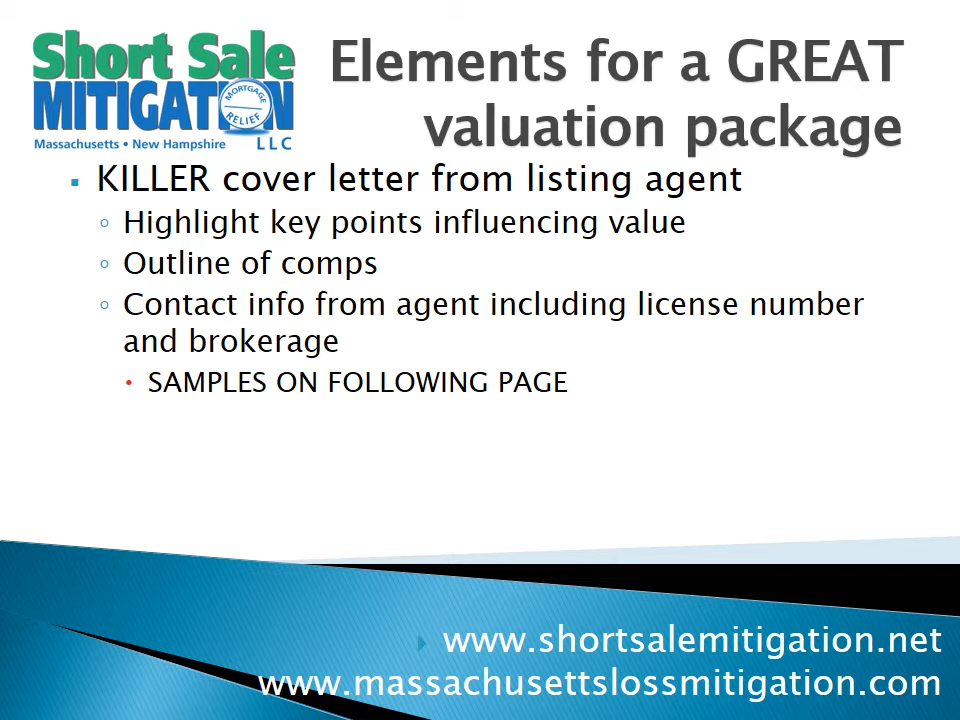 Short Sale
MITIGATION
MORTGAGE
RELIEF
Massachusetts • New Hampshire LLC
Elements for a GREAT
valuation package
▪ KILLER cover letter from listing agent
◦ Highlight key points influencing value
◦ Outline of comps
◦ Contact info from agent including license number
and brokerage
• SAMPLES ON FOLLOWING PAGE
www.shortsalemitigation.net
www.massachusettslossmitigation.com